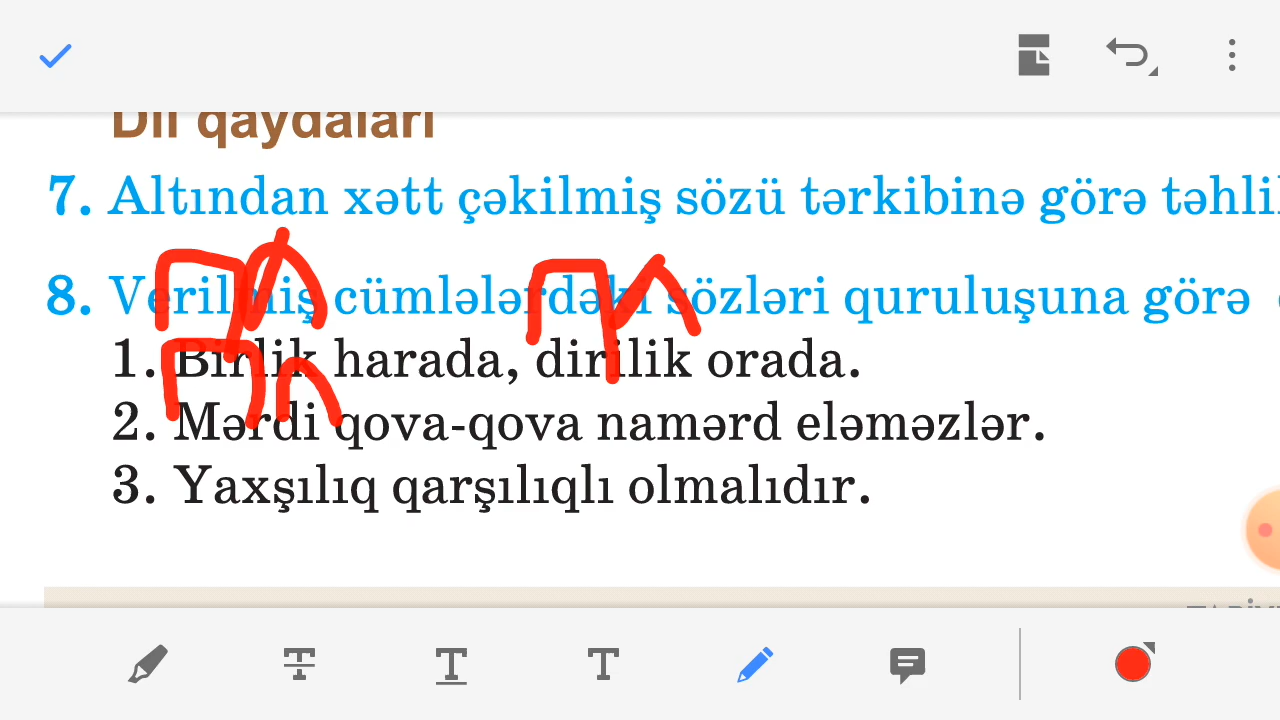 Dil qaydaları
7. Altından xətt çəkilmiş sözü tərkibinə görə təhlil
8. Verilmiş cümlələrdəki sözləri quruluşuna görə
1. Birlik harada, dirilik orada.
2. Mərdi qova-qova namərd eləməzlər.
3. Yaxşılıq qarşılıqlı olmalıdır.